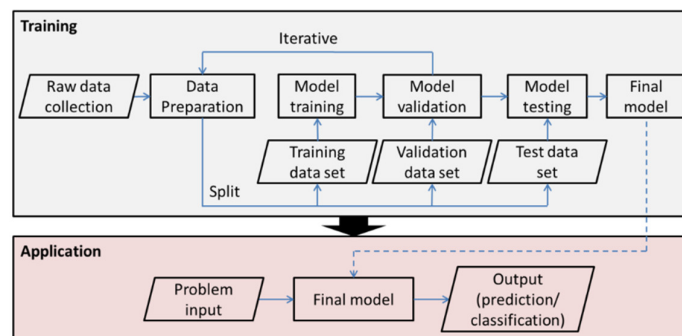 Training
Iterative
Raw data
collection
Data
Preparation
Model
training
Model
validation
Model
testing
Final
model
Training
data set
Validation
data set
Test data
set
Split
Application
Problem
input
Final model
Output
(prediction/
classification)